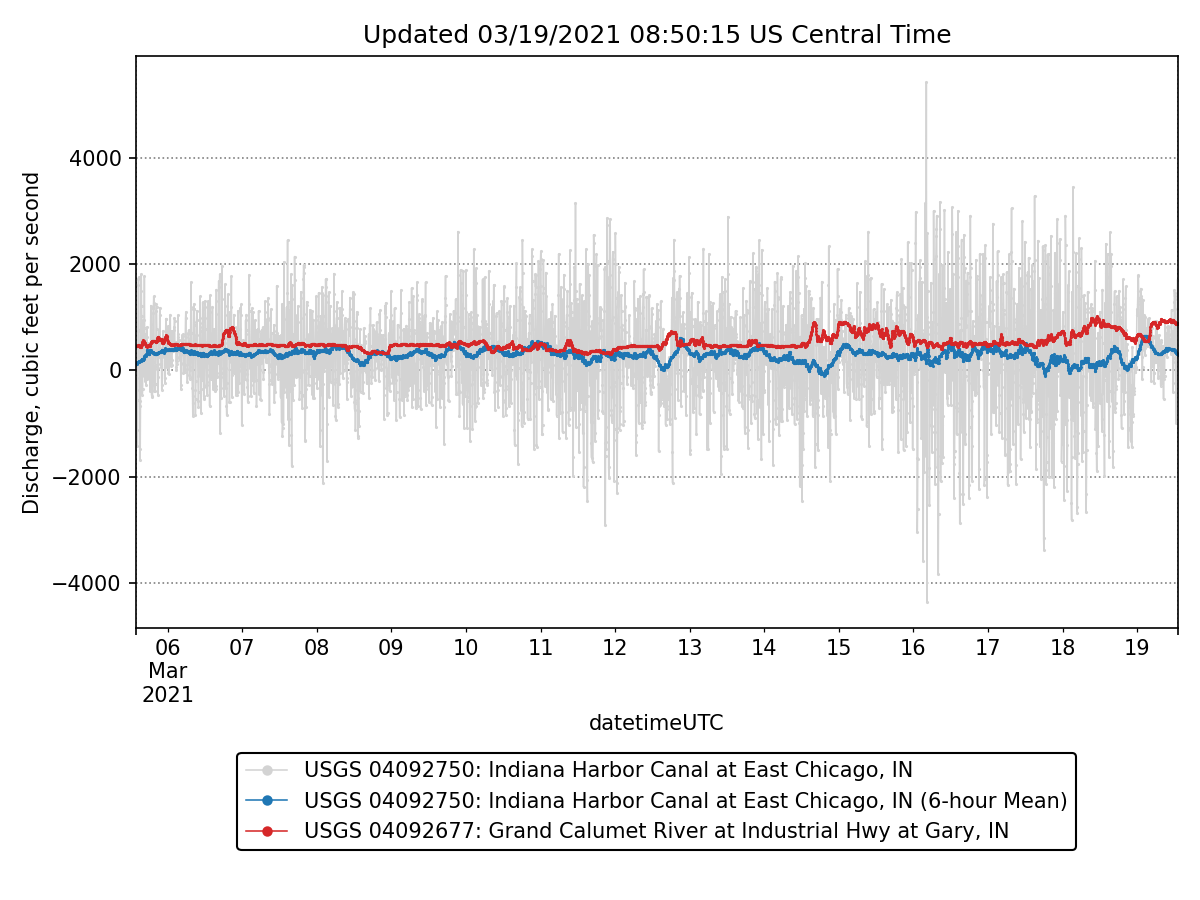 Updated 03/19/2021 08:50:15 US Central Time
Discharge, cubic feet per second
4000
2000
0
−2000
−4000
06 07 08 09 10 11 12 13 14 15 16 17 18 19
Mar
2021
datetimeUTC
USGS 04092750: Indiana Harbor Canal at East Chicago, IN
USGS 04092750: Indiana Harbor Canal at East Chicago, IN (6-hour Mean)
USGS 04092677: Grand Calumet River at Industrial Hwy at Gary, IN